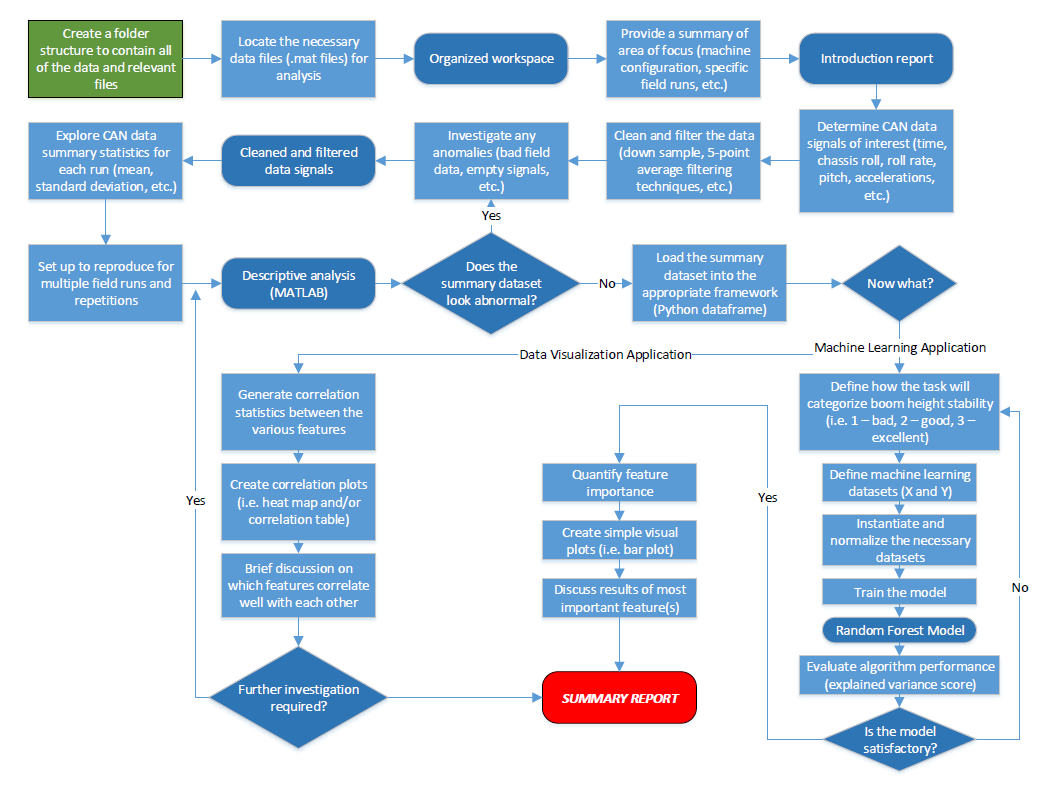 Create a folder
structure to contain all
of the data and relevant
files
Locate the necessary
data files (.mat files) for
analysis
Organized workspace
Provide a summary of
area of focus (machine
configuration, specific
field runs, etc.)
Introduction report
Determine CAN data
signals of interest (time,
chassis roll, roll rate,
pitch, accelerations,
etc.)
Clean and filter the data
(down sample, 5-point
average filtering
techniques, etc.)
Investigate any
anomalies (bad field
data, empty signals,
etc.)
Cleaned and filtered
data signals
Explore CAN data
summary statistics for
each run (mean,
standard deviation, etc.)
Set up to reproduce for
multiple field runs and
repetitions
Descriptive analysis
(MATLAB)
Does the
summary dataset
look abnormal?
Yes
No
Load the summary
dataset into the
appropriate framework
(Python dataframe)
Now what?
Data Visualization Application
Machine Learning Application
Generate correlation
statistics between the
various features
Create correlation plots
(i.e. heat map and/or
correlation table)
Brief discussion on
which features correlate
well with each other
Further investigation
required?
Yes
Define how the task will
categorize boom height stability
(i.e. 1 – bad, 2 – good, 3 –
excellent)
Define machine learning
datasets (X and Y)
Instantiate and
normalize the necessary
datasets
Train the model
Random Forest Model
Evaluate algorithm performance
(explained variance score)
Is the model
satisfactory?
No
Yes
Quantify feature
importance
Create simple visual
plots (i.e. bar plot)
Discuss results of most
important feature(s)
SUMMARY REPORT